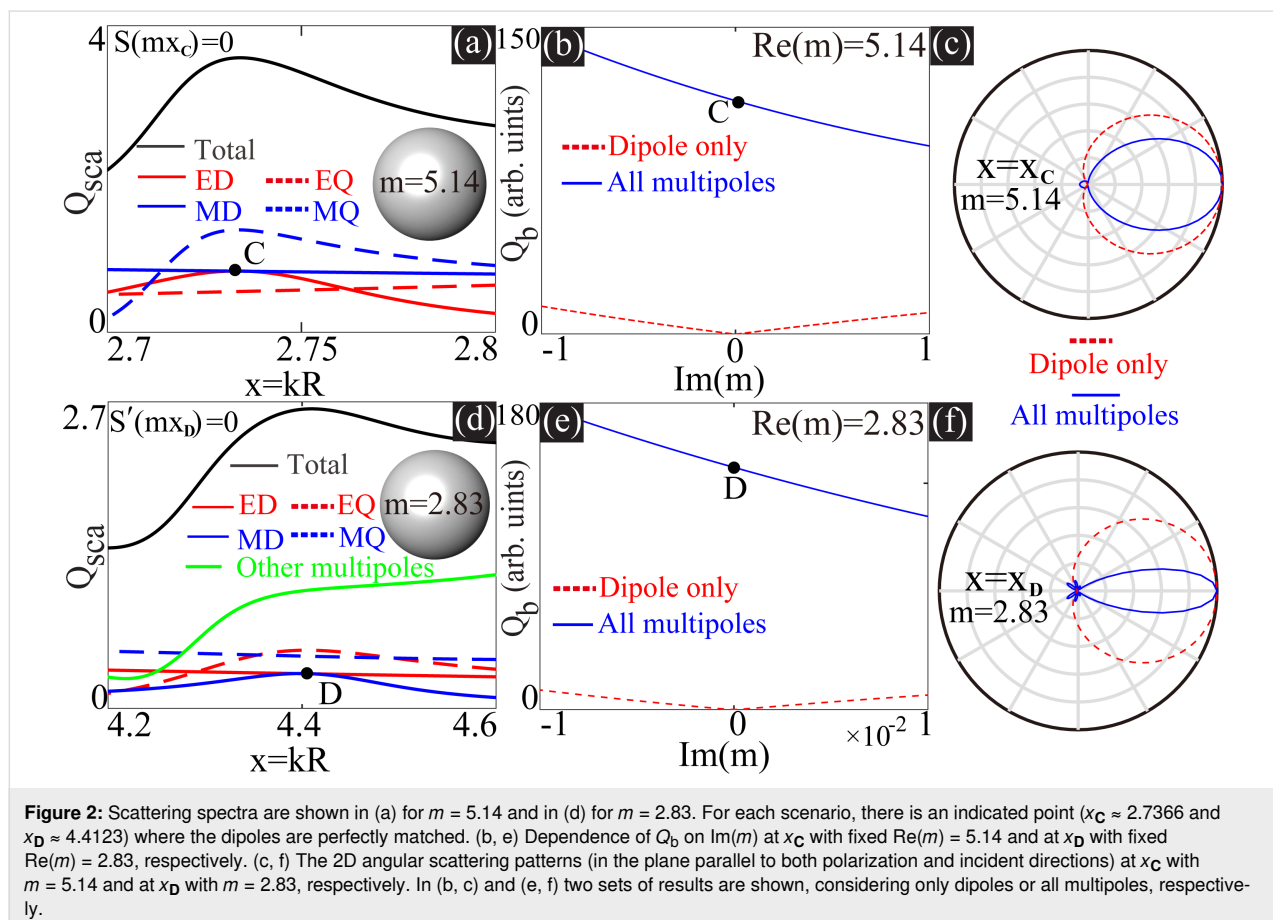 4
S(mx_C)=0
(a)
Q_sca
Total
ED
EQ
MD
MQ
m=5.14
C
0
2.7
2.75
2.8
x=kR
150
(b)
Re(m)=5.14
Q_b (arb. uints)
C
Dipole only
All multipoles
0
-1
0
1
Im(m)
(c)
x=x_C
m=5.14
Dipole only
All multipoles
2.7
S′(mx_D)=0
(d)
Q_sca
Total
ED
EQ
MD
MQ
Other multipoles
m=2.83
D
0
4.2
4.4
4.6
x=kR
180
(e)
Re(m)=2.83
Q_b (arb. uints)
D
Dipole only
All multipoles
0
-1
0
1
×10⁻²
Im(m)
(f)
x=x_D
m=2.83
Figure 2: Scattering spectra are shown in (a) for m = 5.14 and in (d) for m = 2.83. For each scenario, there is an indicated point (x_C ≈ 2.7366 and
x_D ≈ 4.4123) where the dipoles are perfectly matched. (b, e) Dependence of Q_b on Im(m) at x_C with fixed Re(m) = 5.14 and at x_D with fixed
Re(m) = 2.83, respectively. (c, f) The 2D angular scattering patterns (in the plane parallel to both polarization and incident directions) at x_C with
m = 5.14 and at x_D with m = 2.83, respectively. In (b, c) and (e, f) two sets of results are shown, considering only dipoles or all multipoles, respective-
ly.